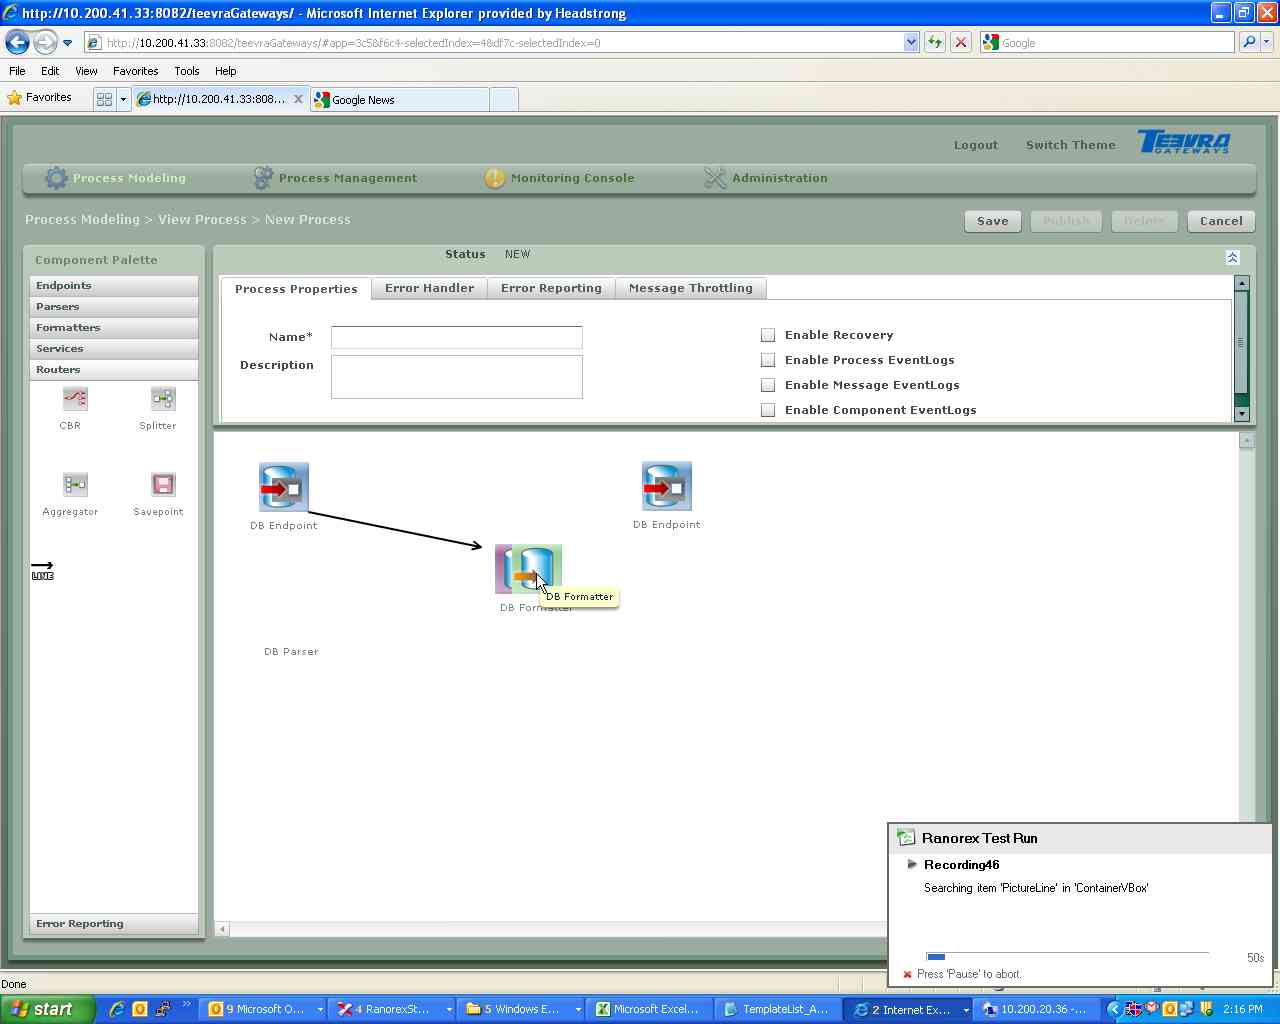 http://10.200.41.33:8082/teevraGateways/ - Microsoft Internet Explorer provided by Headstrong
http://10.200.41.33:8082/teevraGateways/#app=3c58f6c4-selectedIndex=48df7c-selectedIndex=0
Google
File Edit View Favorites Tools Help
Favorites
http://10.200.41.33:808...
Google News
Logout Switch Theme
TEEVRA
GATEWAYS
Process Modeling Process Management Monitoring Console Administration
Process Modeling > View Process > New Process
Save Publish Delete Cancel
Component Palette
Endpoints
Parsers
Formatters
Services
Routers
CBR Splitter
Aggregator Savepoint
LINE
Error Reporting
Status NEW
Process Properties Error Handler Error Reporting Message Throttling
Name*
Description
Enable Recovery
Enable Process EventLogs
Enable Message EventLogs
Enable Component EventLogs
DB Endpoint
DB Endpoint
DB Formatter
DB Formatter
DB Parser
Ranorex Test Run
Recording46
Searching item 'PictureLine' in 'ContainerVBox'
50s
Press 'Pause' to abort.
Done
start
9 Microsoft O...
4 RanorexSt...
5 Windows E...
Microsoft Excel...
TemplateList_A...
2 Internet Ex...
10.200.20.36 -...
2:16 PM